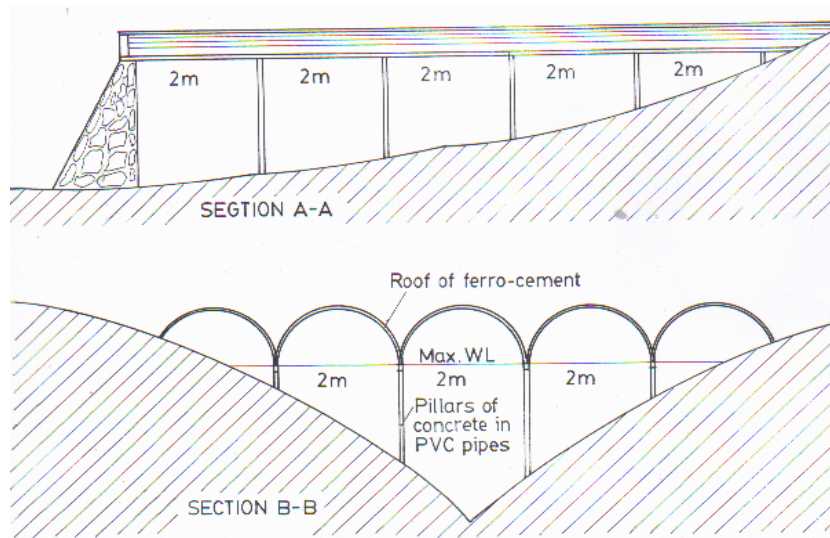 2m 2m 2m 2m 2m
SEGTION A-A
Roof of ferro-cement
Max. WL
2m 2m 2m
Pillars of
concrete in
PVC pipes
SECTION B-B